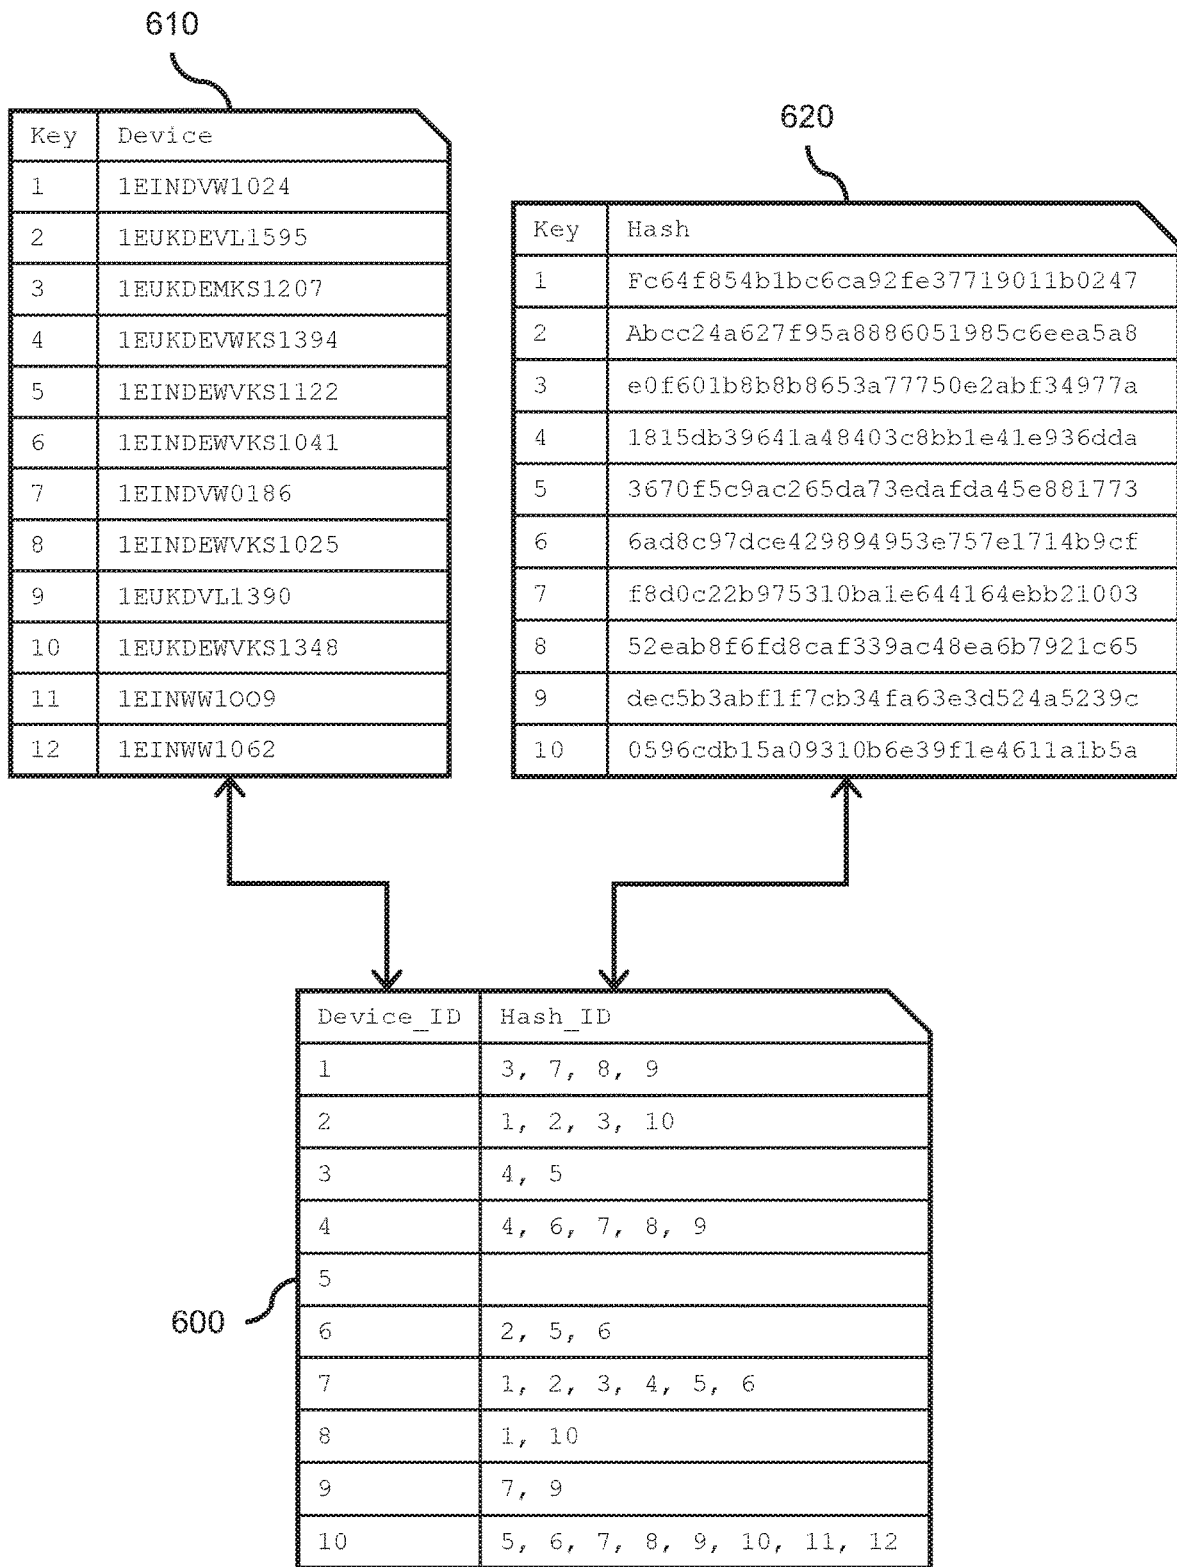 610
Key Device
1 1EINDVW1024
2 1EUKDEVL1595
3 1EUKDEMKS1207
4 1EUKDEVWKS1394
5 1EINDEWVKS1122
6 1EINDEWVKS1041
7 1EINDVW0186
8 1EINDEWVKS1025
9 1EUKDVL1390
10 1EUKDEWVKS1348
11 1EINWW1OO9
12 1EINWW1062
620
Key Hash
1 Fc64f854b1bc6ca92fe37719011b0247
2 Abcc24a627f95a8886051985c6eea5a8
3 e0f601b8b8b8653a77750e2abf34977a
4 1815db39641a48403c8bb1e41e936dda
5 3670f5c9ac265da73edafda45e881773
6 6ad8c97dce429894953e757e1714b9cf
7 f8d0c22b975310ba1e644164ebb21003
8 52eab8f6fd8caf339ac48ea6b7921c65
9 dec5b3abf1f7cb34fa63e3d524a5239c
10 0596cdb15a09310b6e39f1e4611a1b5a
600
Device_ID Hash_ID
1 3, 7, 8, 9
2 1, 2, 3, 10
3 4, 5
4 4, 6, 7, 8, 9
5
6 2, 5, 6
7 1, 2, 3, 4, 5, 6
8 1, 10
9 7, 9
10 5, 6, 7, 8, 9, 10, 11, 12